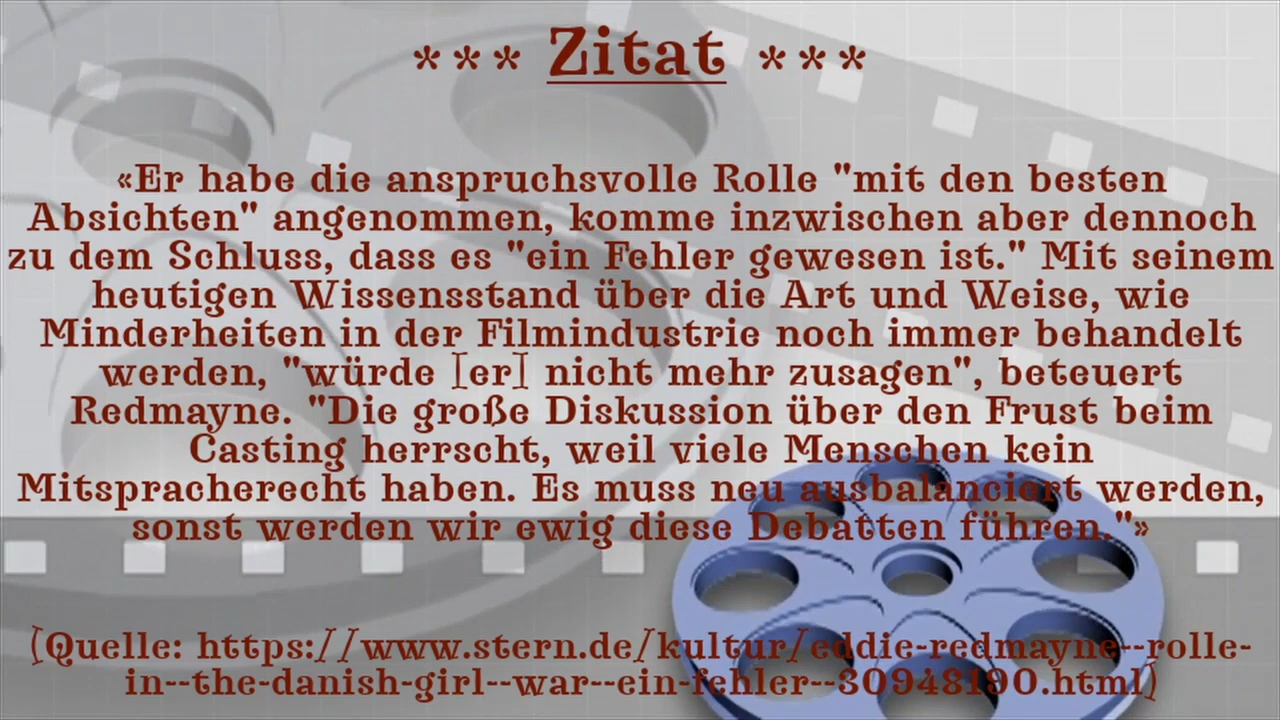 *** Zitat ***
«Er habe die anspruchsvolle Rolle "mit den besten
Absichten" angenommen, komme inzwischen aber dennoch
zu dem Schluss, dass es "ein Fehler gewesen ist." Mit seinem
heutigen Wissensstand über die Art und Weise, wie
Minderheiten in der Filmindustrie noch immer behandelt
werden, "würde [er] nicht mehr zusagen", beteuert
Redmayne. "Die große Diskussion über den Frust beim
Casting herrscht, weil viele Menschen kein
Mitspracherecht haben. Es muss neu ausbalanciert werden,
sonst werden wir ewig diese Debatten führen."»
(Quelle: https://www.stern.de/kultur/eddie-redmayne--rolle-
in--the-danish-girl--war--ein-fehler--30948190.html)